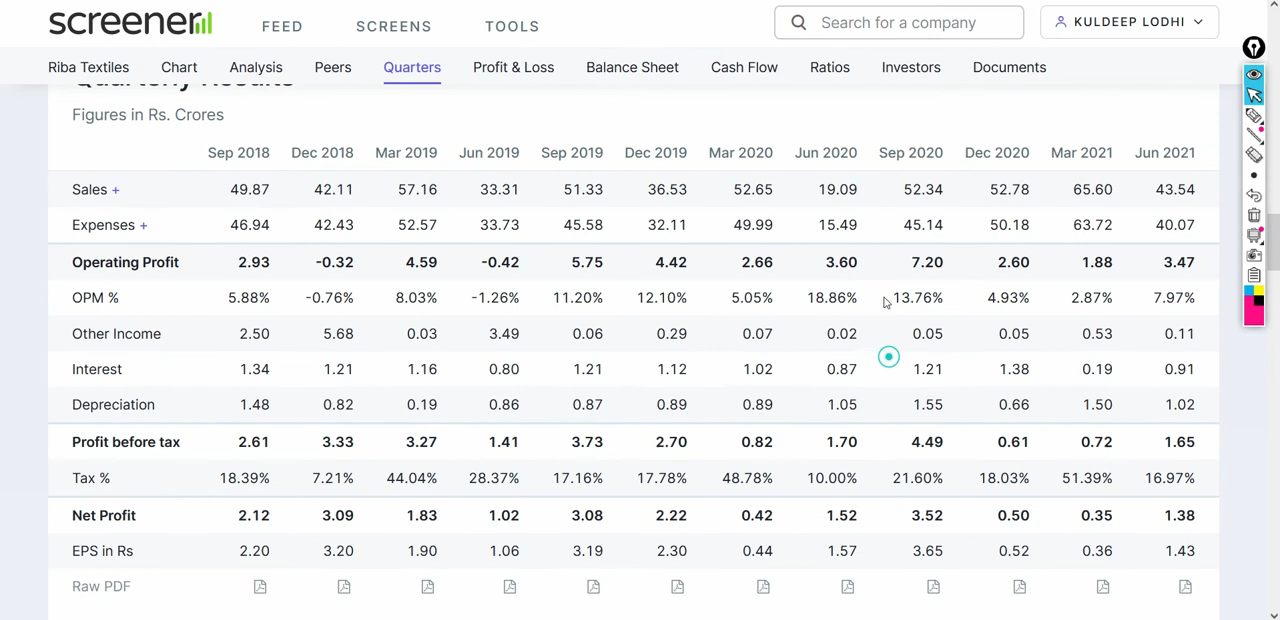 screener
FEED SCREENS TOOLS Search for a company KULDEEP LODHI
Riba Textiles Chart Analysis Peers Quarters Profit & Loss Balance Sheet Cash Flow Ratios Investors Documents
Quarterly Results
Figures in Rs. Crores
Sep 2018 Dec 2018 Mar 2019 Jun 2019 Sep 2019 Dec 2019 Mar 2020 Jun 2020 Sep 2020 Dec 2020 Mar 2021 Jun 2021
Sales + 49.87 42.11 57.16 33.31 51.33 36.53 52.65 19.09 52.34 52.78 65.60 43.54
Expenses + 46.94 42.43 52.57 33.73 45.58 32.11 49.99 15.49 45.14 50.18 63.72 40.07
Operating Profit 2.93 -0.32 4.59 -0.42 5.75 4.42 2.66 3.60 7.20 2.60 1.88 3.47
OPM % 5.88% -0.76% 8.03% -1.26% 11.20% 12.10% 5.05% 18.86% 13.76% 4.93% 2.87% 7.97%
Other Income 2.50 5.68 0.03 3.49 0.06 0.29 0.07 0.02 0.05 0.05 0.53 0.11
Interest 1.34 1.21 1.16 0.80 1.21 1.12 1.02 0.87 1.21 1.38 0.19 0.91
Depreciation 1.48 0.82 0.19 0.86 0.87 0.89 0.89 1.05 1.55 0.66 1.50 1.02
Profit before tax 2.61 3.33 3.27 1.41 3.73 2.70 0.82 1.70 4.49 0.61 0.72 1.65
Tax % 18.39% 7.21% 44.04% 28.37% 17.16% 17.78% 48.78% 10.00% 21.60% 18.03% 51.39% 16.97%
Net Profit 2.12 3.09 1.83 1.02 3.08 2.22 0.42 1.52 3.52 0.50 0.35 1.38
EPS in Rs 2.20 3.20 1.90 1.06 3.19 2.30 0.44 1.57 3.65 0.52 0.36 1.43
Raw PDF